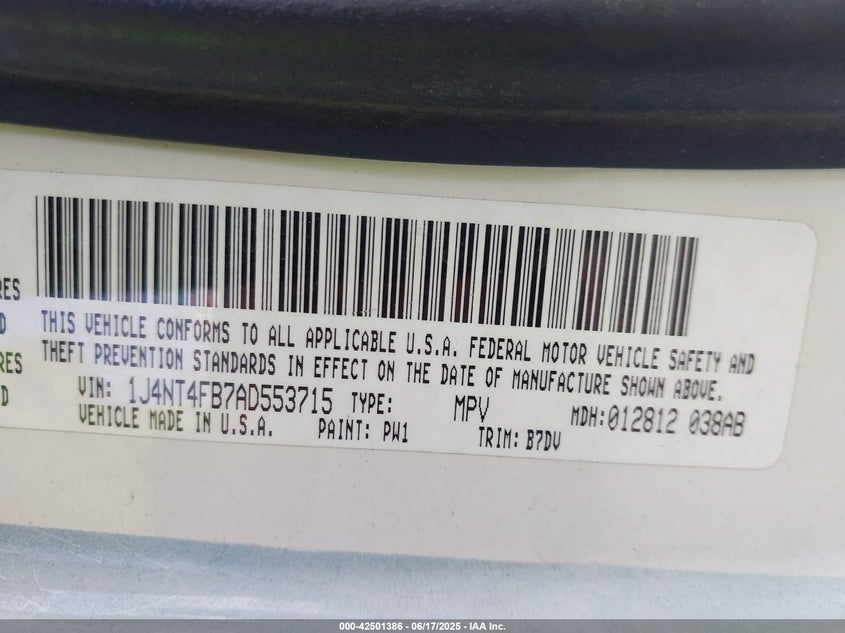 RES
D
RES
D
THIS VEHICLE CONFORMS TO ALL APPLICABLE U.S.A. FEDERAL MOTOR VEHICLE SAFETY AND
THEFT PREVENTION STANDARDS IN EFFECT ON THE DATE OF MANUFACTURE SHOWN ABOVE.
VIN: 1J4NT4FB7AD553715 TYPE: MPV MDH:012812 038AB
VEHICLE MADE IN U.S.A. PAINT: PW1 TRIM: B7DV
000-42501386 - 06/17/2025 - IAA Inc.